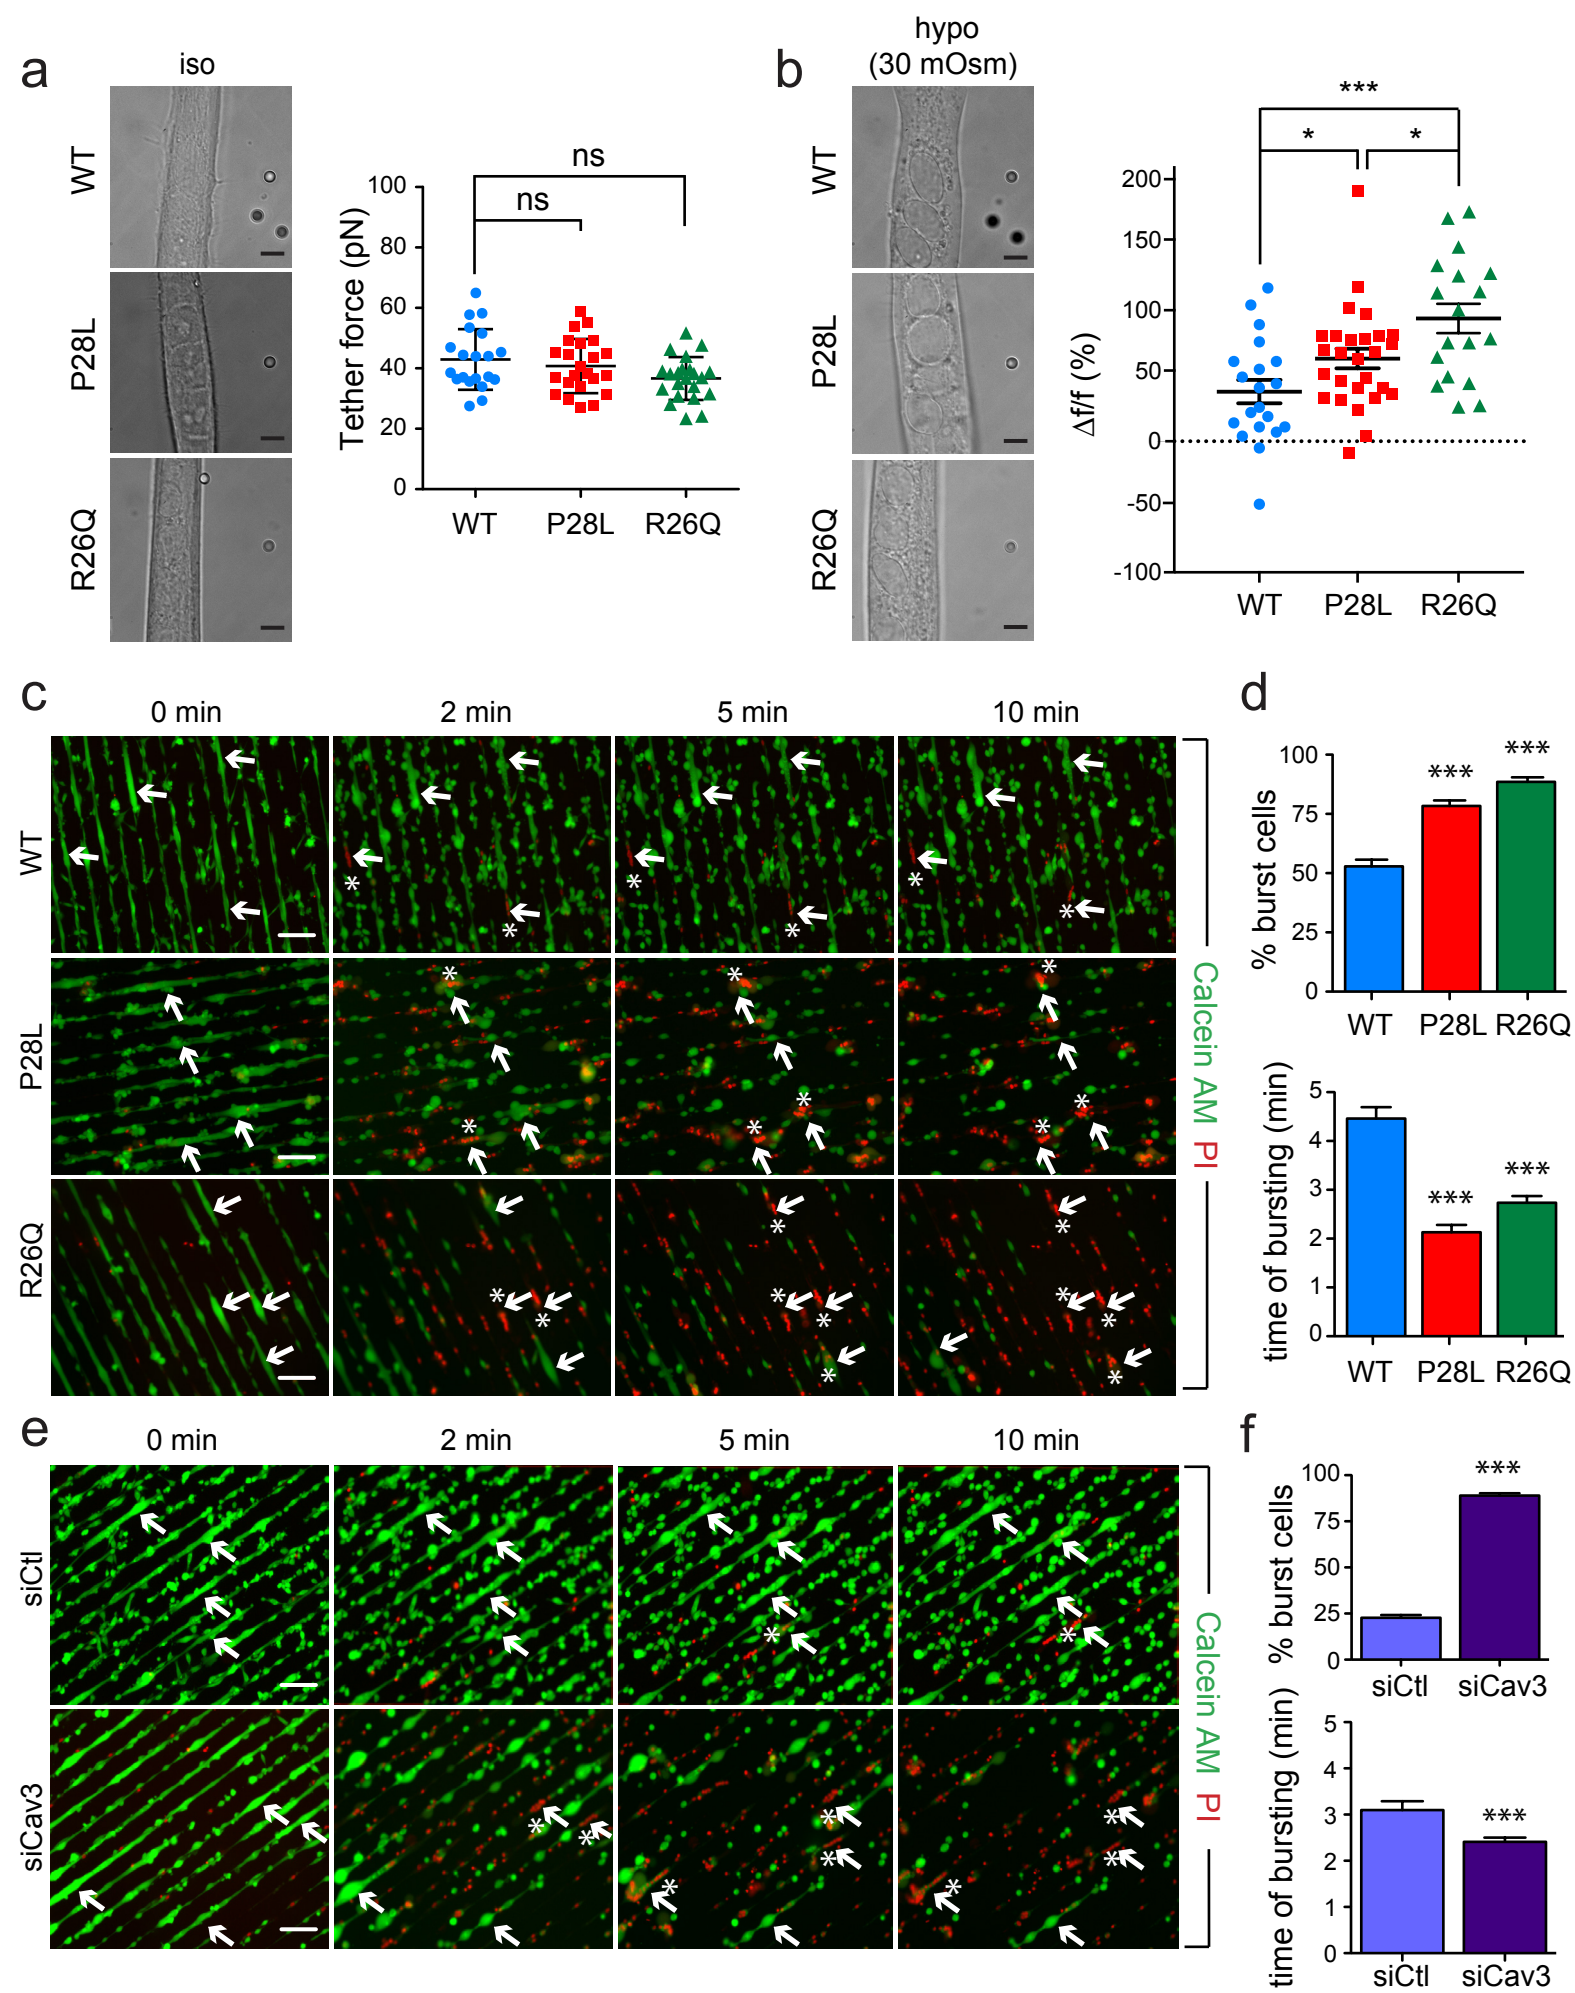 a
iso
WT
P28L
R26Q
Tether force (pN)
100
80
60
40
20
0
ns
ns
WT P28L R26Q
b
hypo
(30 mOsm)
WT
P28L
R26Q
Δf/f (%)
200
150
100
50
0
-50
-100
***
* *
WT P28L R26Q
c
0 min 2 min 5 min 10 min
WT
* * * * * *
P28L
* * * * * * * *
R26Q
* * * * * * * * * *
Calcein AM PI
d
% burst cells
100
75
50
25
0
*** ***
WT P28L R26Q
time of bursting (min)
5
4
3
2
1
0
*** ***
WT P28L R26Q
e
0 min 2 min 5 min 10 min
siCtl
* *
siCav3
* * * * * * * *
Calcein AM PI
f
% burst cells
100
75
50
25
0
***
siCtl siCav3
time of bursting (min)
5
4
3
2
1
0
***
siCtl siCav3